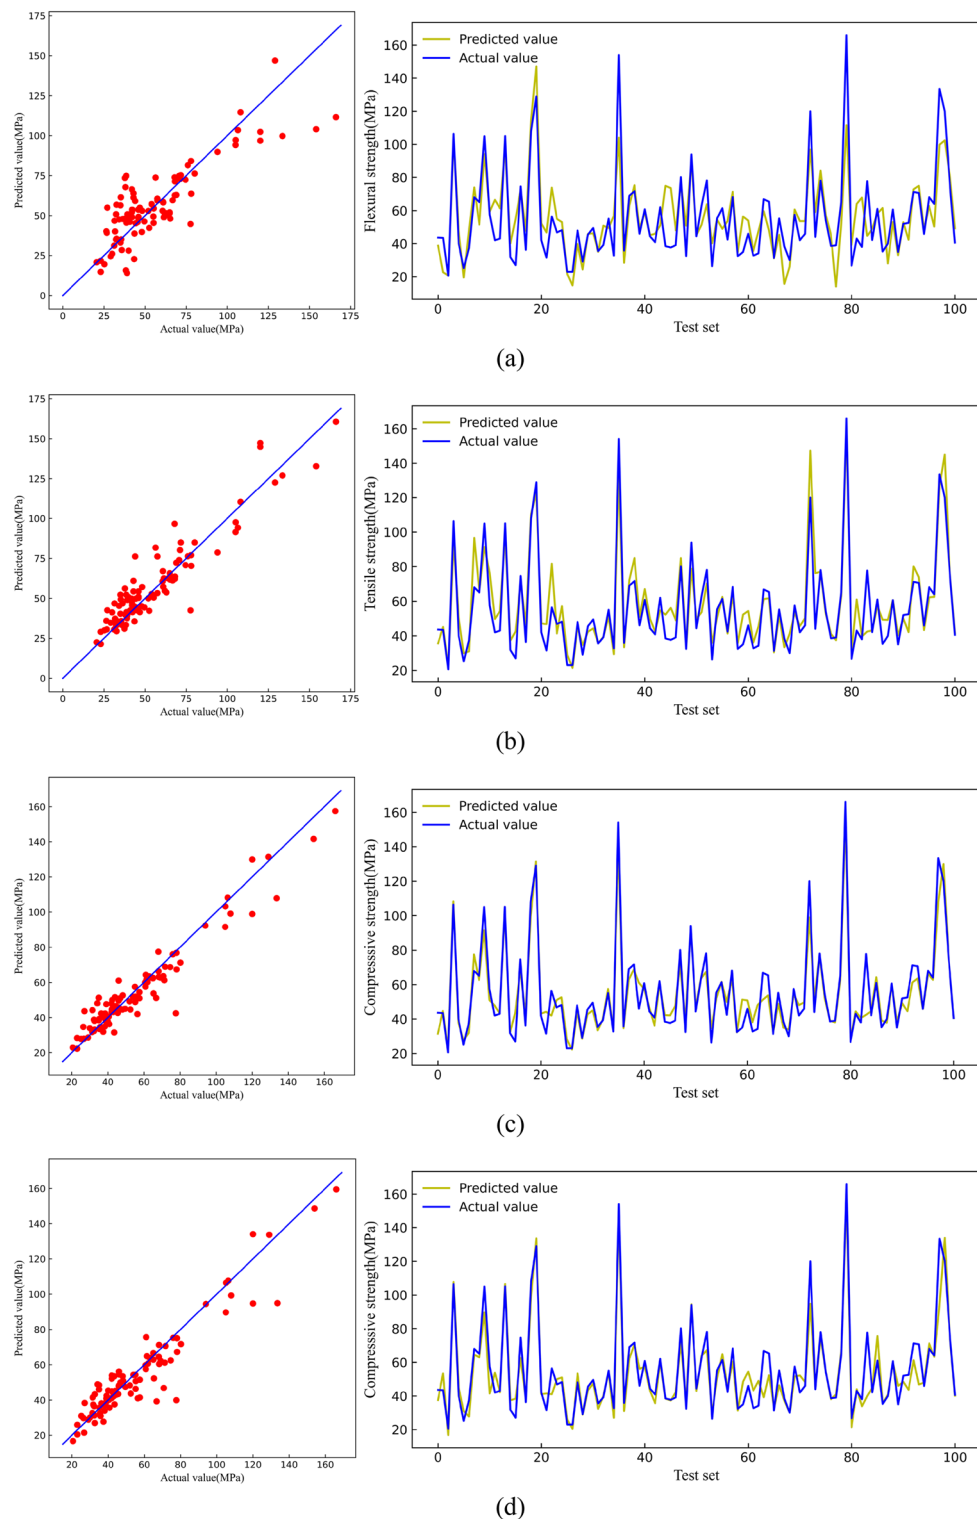 175
150
125
100
75
50
25
0
Predicted value(MPa)
0 25 50 75 100 125 150 175
Actual value(MPa)
160
140
120
100
80
60
40
20
Flexural strength(MPa)
Predicted value
Actual value
0 20 40 60 80 100
Test set
(a)
175
150
125
100
75
50
25
0
Predicted value(MPa)
0 25 50 75 100 125 150 175
Actual value(MPa)
160
140
120
100
80
60
40
20
Tensile strength(MPa)
Predicted value
Actual value
0 20 40 60 80 100
Test set
(b)
160
140
120
100
80
60
40
20
Predicted value(MPa)
20 40 60 80 100 120 140 160
Actual value(MPa)
160
140
120
100
80
60
40
20
Compresssive strength(MPa)
Predicted value
Actual value
0 20 40 60 80 100
Test set
(c)
160
140
120
100
80
60
40
20
Predicted value(MPa)
20 40 60 80 100 120 140 160
Actual value(MPa)
160
140
120
100
80
60
40
20
Compressive strength(MPa)
Predicted value
Actual value
0 20 40 60 80 100
Test set
(d)